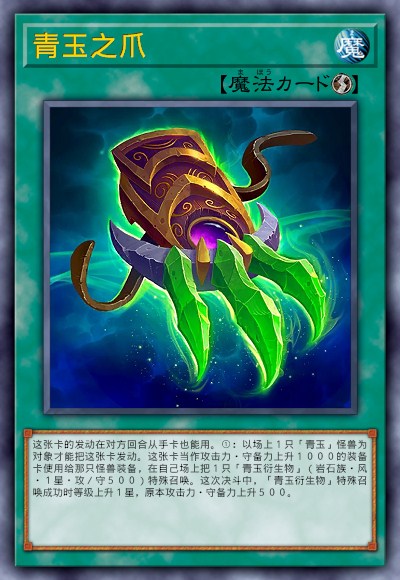 青玉之爪
魔
【魔法カード】
まほう
这张卡的发动在对方回合从手卡也能用。①：以场上1只「青玉」怪兽为
对象才能把这张卡发动。这张卡当作攻击力·守备力上升1000的装备
卡使用给那只怪兽装备，在自己场上把1只「青玉衍生物」（岩石族·风
·1星·攻／守500）特殊召唤。这次决斗中，「青玉衍生物」特殊召
唤成功时等级上升1星，原本攻击力·守备力上升500。